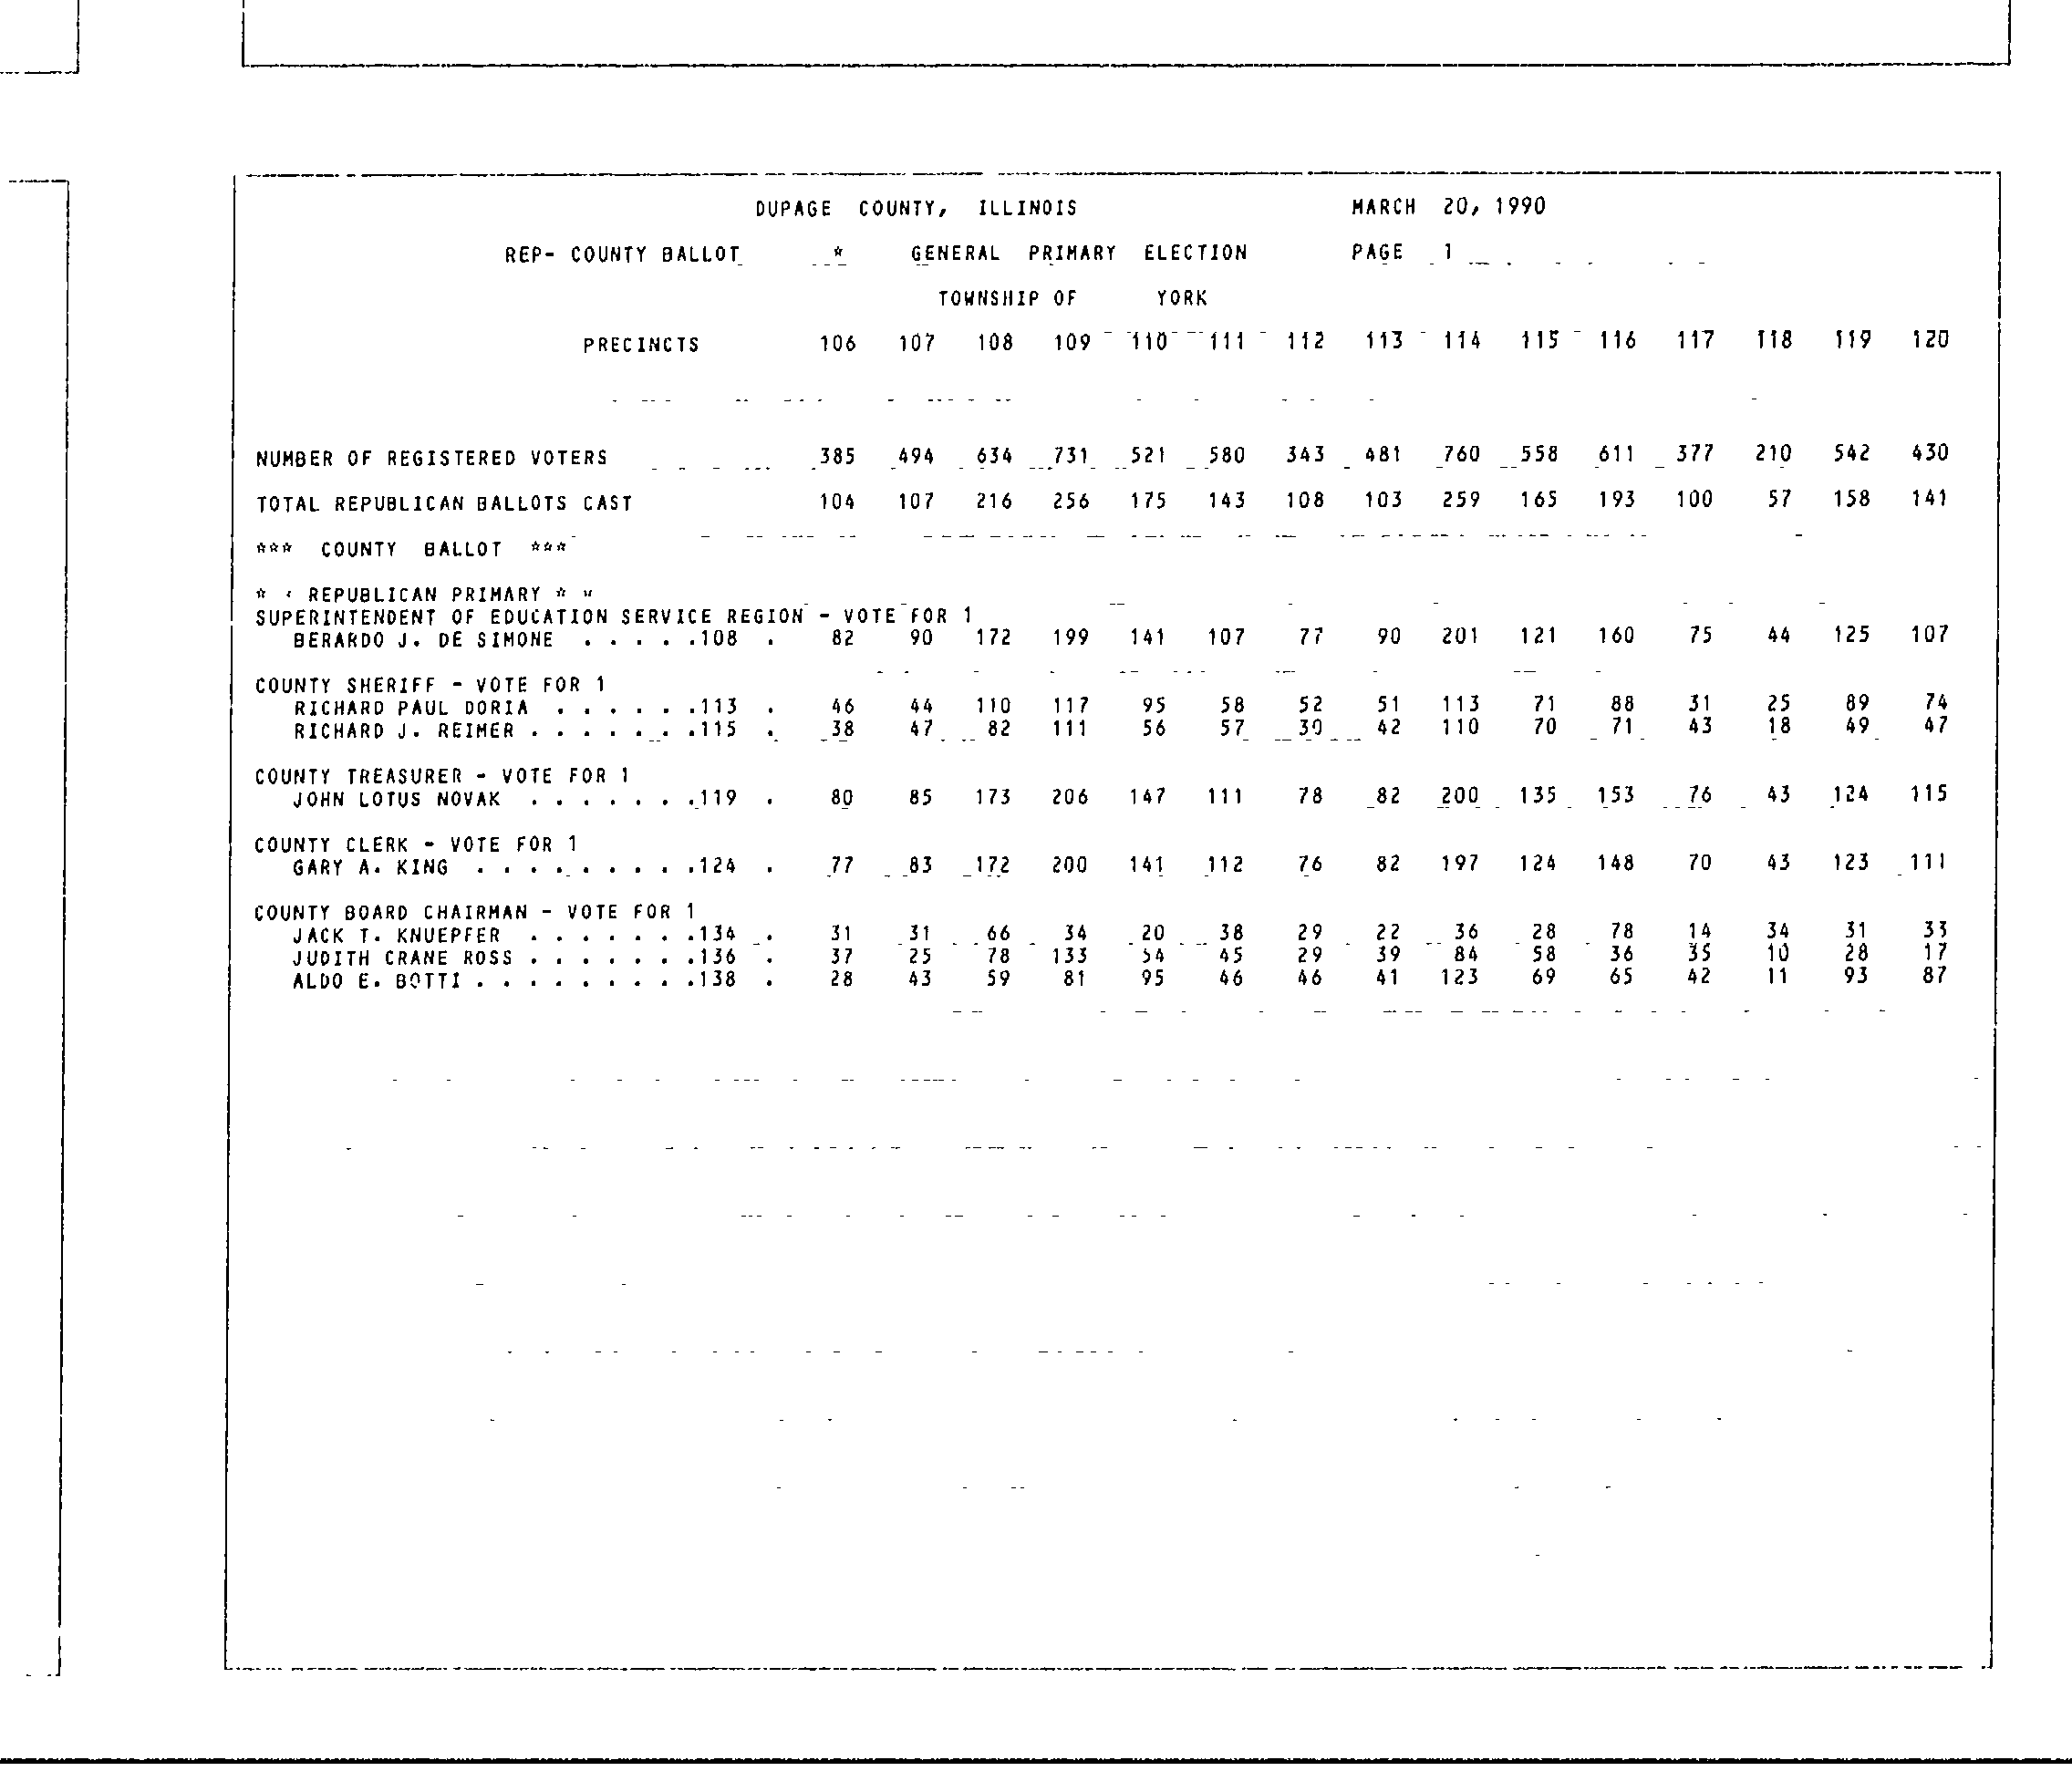 DUPAGE COUNTY, ILLINOIS MARCH 20, 1990
REP- COUNTY BALLOT * GENERAL PRIMARY ELECTION PAGE 1
TOWNSHIP OF YORK
PRECINCTS 106 107 108 109 110 111 112 113 114 115 116 117 118 119 120
NUMBER OF REGISTERED VOTERS 385 494 634 731 521 580 343 481 760 558 611 377 210 542 430
TOTAL REPUBLICAN BALLOTS CAST 104 107 216 256 175 143 108 103 259 165 193 100 57 158 141
*** COUNTY BALLOT ***
* * REPUBLICAN PRIMARY * *
SUPERINTENDENT OF EDUCATION SERVICE REGION - VOTE FOR 1
BERARDO J. DE SIMONE . . . . .108 . 82 90 172 199 141 107 77 90 201 121 160 75 44 125 107
COUNTY SHERIFF - VOTE FOR 1
RICHARD PAUL DORIA . . . . . .113 . 46 44 110 117 95 58 52 51 113 71 88 31 25 89 74
RICHARD J. REIMER . . . . . . .115 . 38 47 82 111 56 57 39 42 110 70 71 43 18 49 47
COUNTY TREASURER - VOTE FOR 1
JOHN LOTUS NOVAK . . . . . . .119 . 80 85 173 206 147 111 78 82 200 135 153 76 43 124 115
COUNTY CLERK - VOTE FOR 1
GARY A. KING . . . . . . . . .124 . 77 83 172 200 141 112 76 82 197 124 148 70 43 123 111
COUNTY BOARD CHAIRMAN - VOTE FOR 1
JACK T. KNUEPFER . . . . . . .134 . 31 31 66 34 20 38 29 22 36 28 78 14 34 31 33
JUDITH CRANE ROSS . . . . . . .136 . 37 25 78 133 54 45 29 39 84 58 36 35 10 28 17
ALDO E. BOTTI . . . . . . . . .138 . 28 43 59 81 95 46 46 41 123 69 65 42 11 93 87